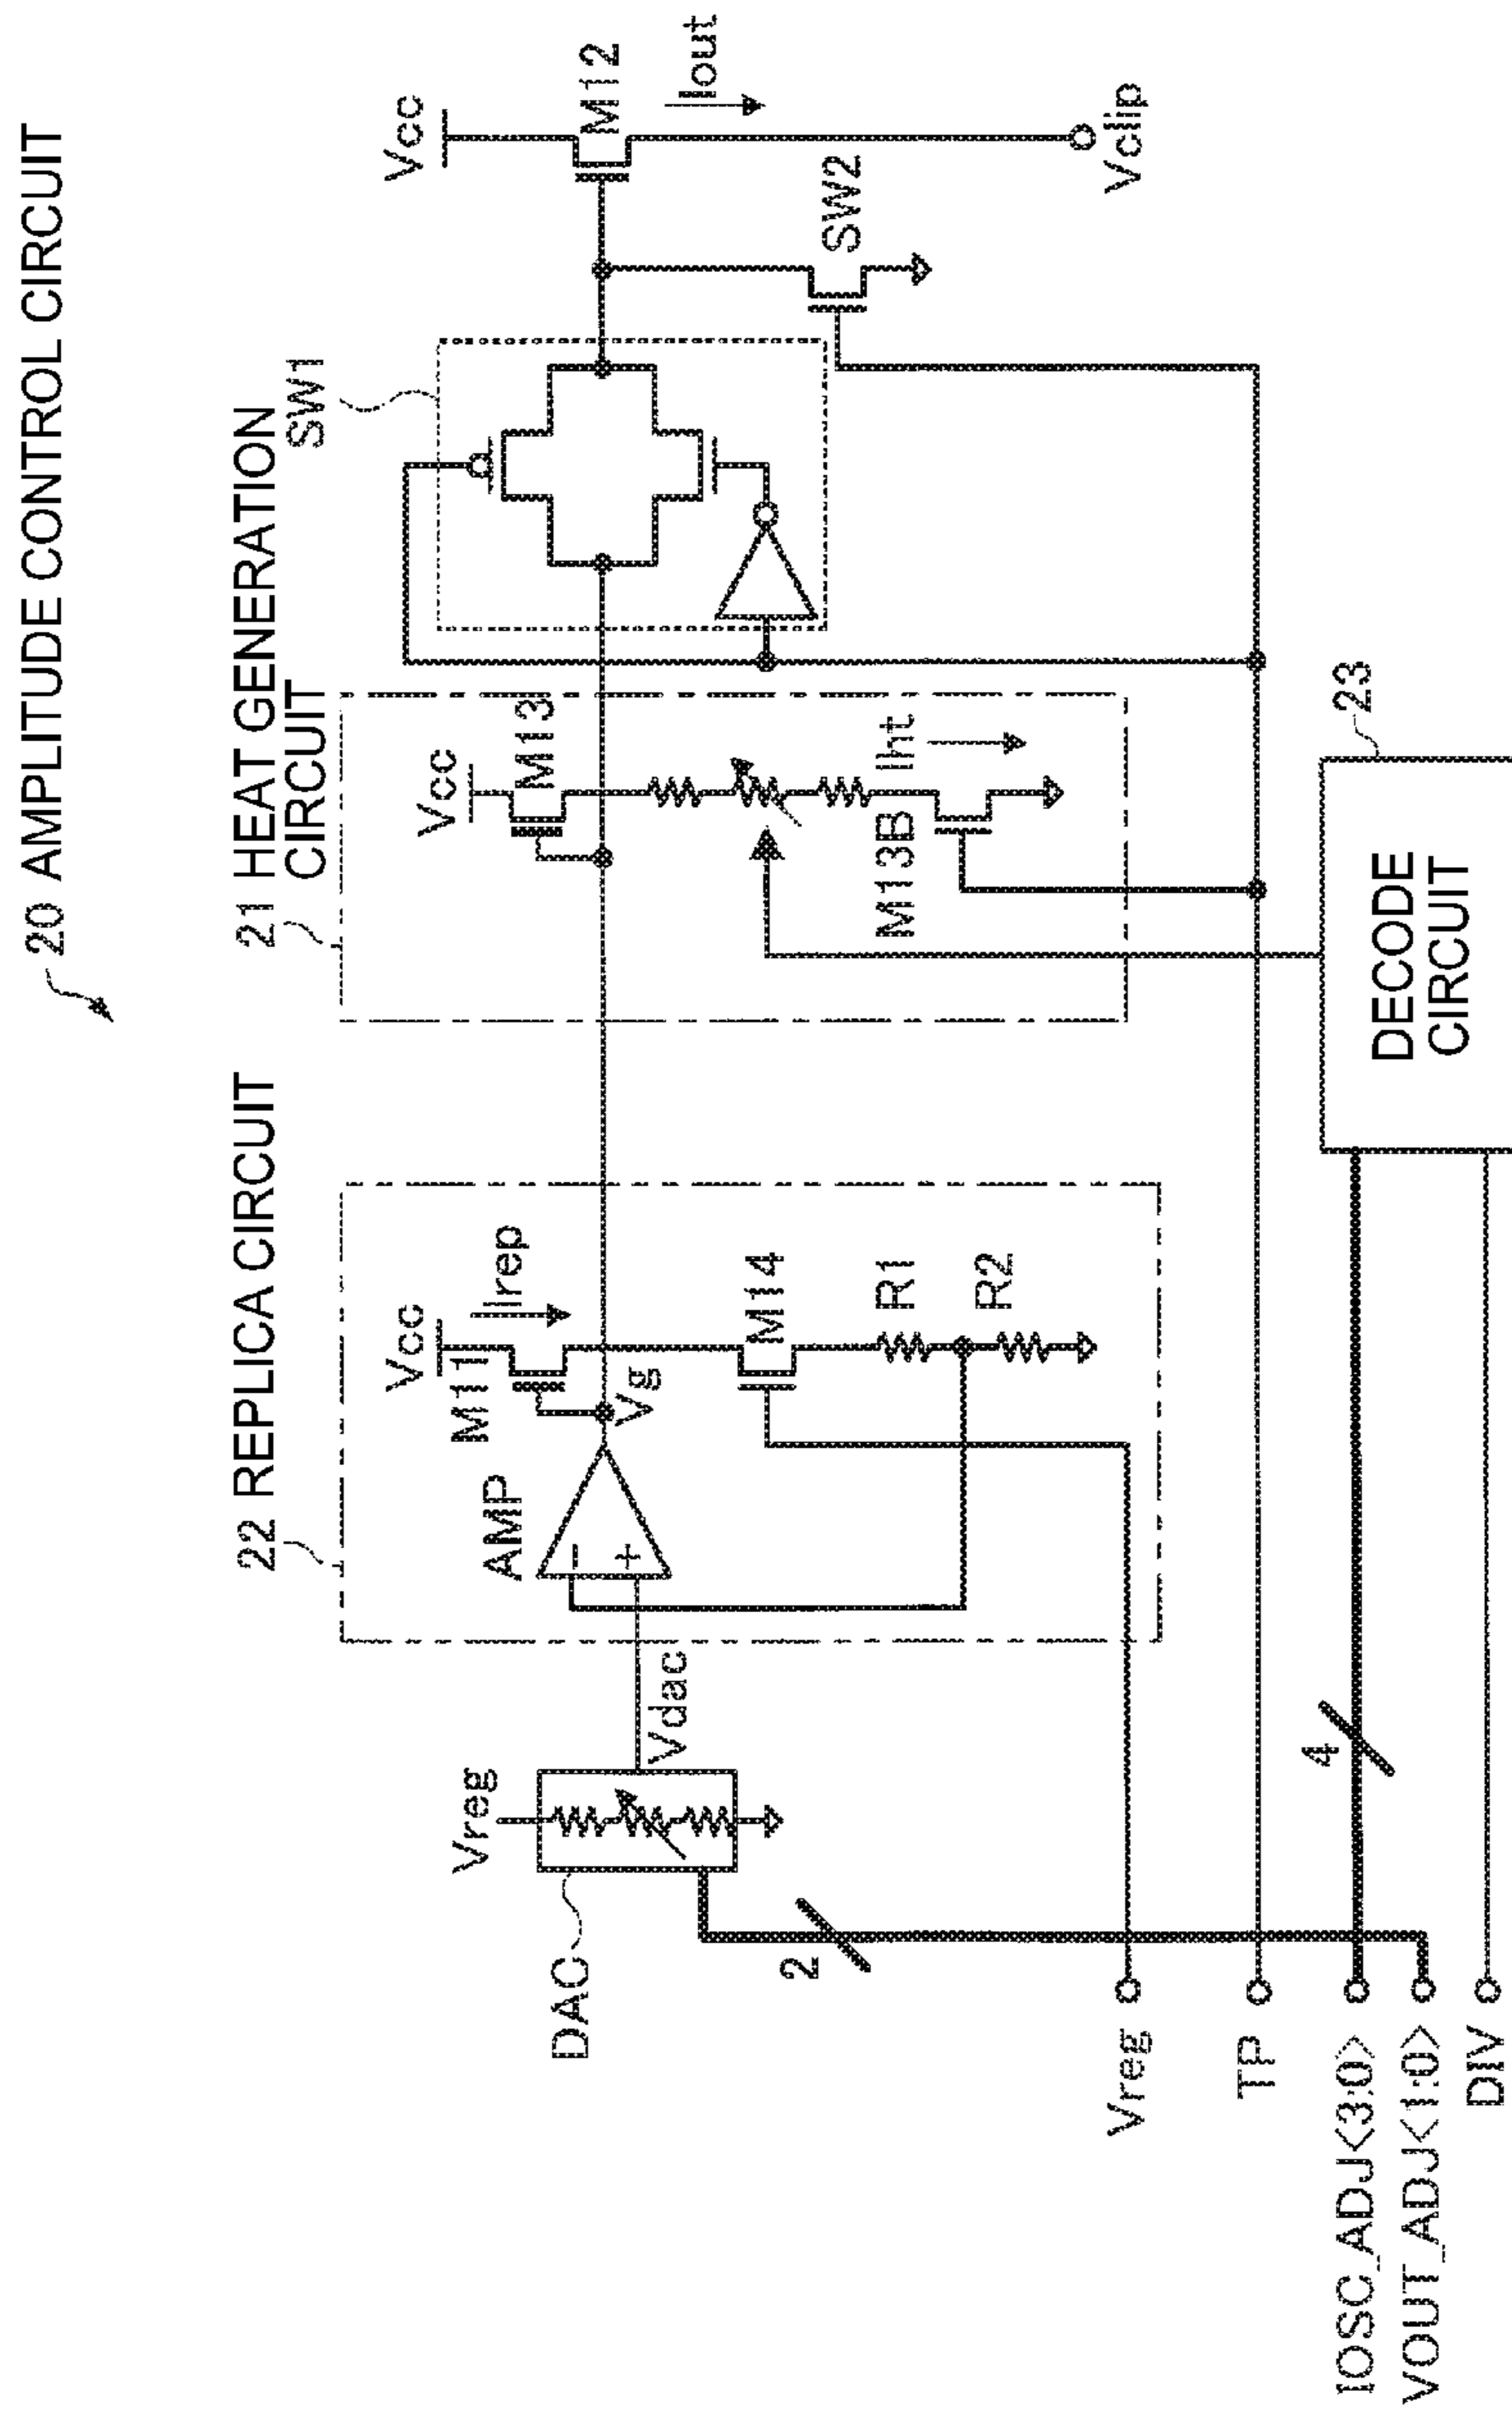 20 AMPLITUDE CONTROL CIRCUIT
22 REPLICA CIRCUIT
21 HEAT GENERATION
CIRCUIT
SW1
Vcc
M11
Irep
Vcc
M13
Vcc
M12
Iout
Vreg
DAC
Vdac
AMP
−
+
Vg
M14
R1
R2
M13B
Iht
SW2
Vclip
2
4
Vreg
TP
IOSC_ADJ<3:0>
VOUT_ADJ<1:0>
DIV
23
DECODE
CIRCUIT